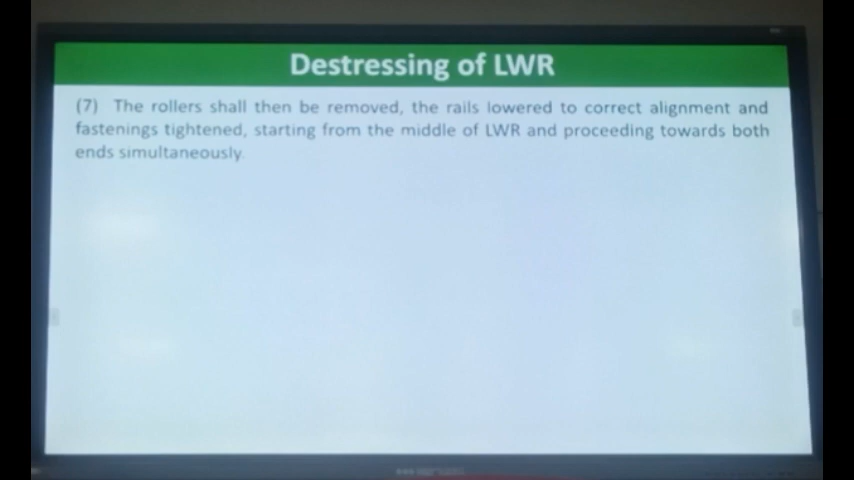 Destressing of LWR
(7) The rollers shall then be removed, the rails lowered to correct alignment and
fastenings tightened, starting from the middle of LWR and proceeding towards both
ends simultaneously.